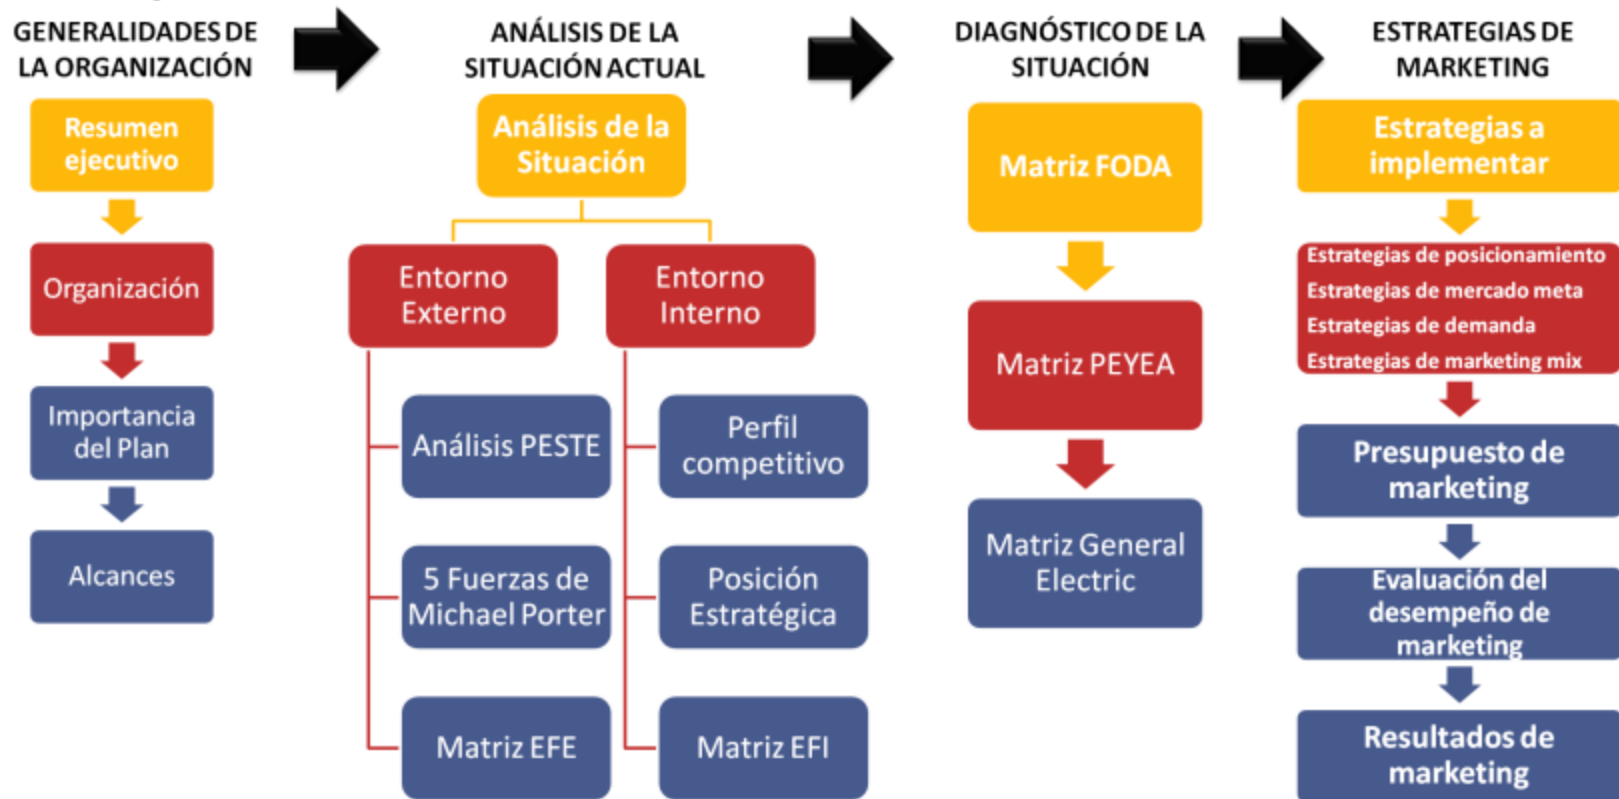 GENERALIDADES DE
LA ORGANIZACIÓN
Resumen
ejecutivo
Organización
Importancia
del Plan
Alcances
ANÁLISIS DE LA
SITUACIÓN ACTUAL
Análisis de la
Situación
Entorno
Externo
Análisis PESTE
5 Fuerzas de
Michael Porter
Matriz EFE
Entorno
Interno
Perfil
competitivo
Posición
Estratégica
Matriz EFI
DIAGNÓSTICO DE LA
SITUACIÓN
Matriz FODA
Matriz PEYEA
Matriz General
Electric
ESTRATEGIAS DE
MARKETING
Estrategias a
implementar
Estrategias de posicionamiento
Estrategias de mercado meta
Estrategias de demanda
Estrategias de marketing mix
Presupuesto de
marketing
Evaluación del
desempeño de
marketing
Resultados de
marketing